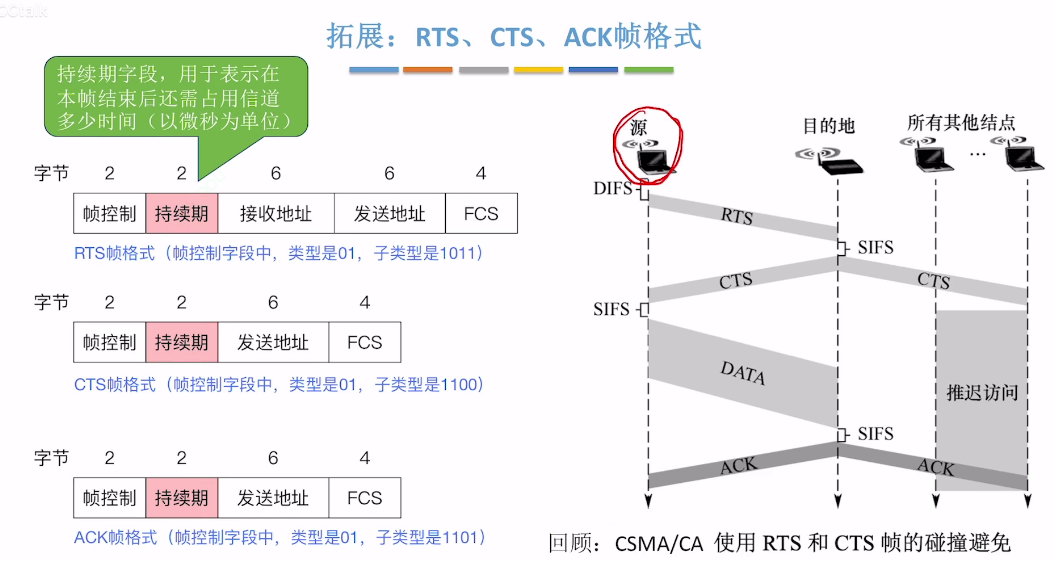 拓展：RTS、CTS、ACK帧格式
持续期字段，用于表示在
本帧结束后还需占用信道
多少时间（以微秒为单位）
字节 2 2 6 6 4
帧控制 持续期 接收地址 发送地址 FCS
RTS帧格式（帧控制字段中，类型是01，子类型是1011）
字节 2 2 6 4
帧控制 持续期 发送地址 FCS
CTS帧格式（帧控制字段中，类型是01，子类型是1100）
字节 2 2 6 4
帧控制 持续期 发送地址 FCS
ACK帧格式（帧控制字段中，类型是01，子类型是1101）
源 目的地 所有其他结点
...
DIFS
RTS
SIFS
CTS CTS
SIFS
DATA
推迟访问
SIFS
ACK ACK
回顾：CSMA/CA 使用 RTS 和 CTS 帧的碰撞避免